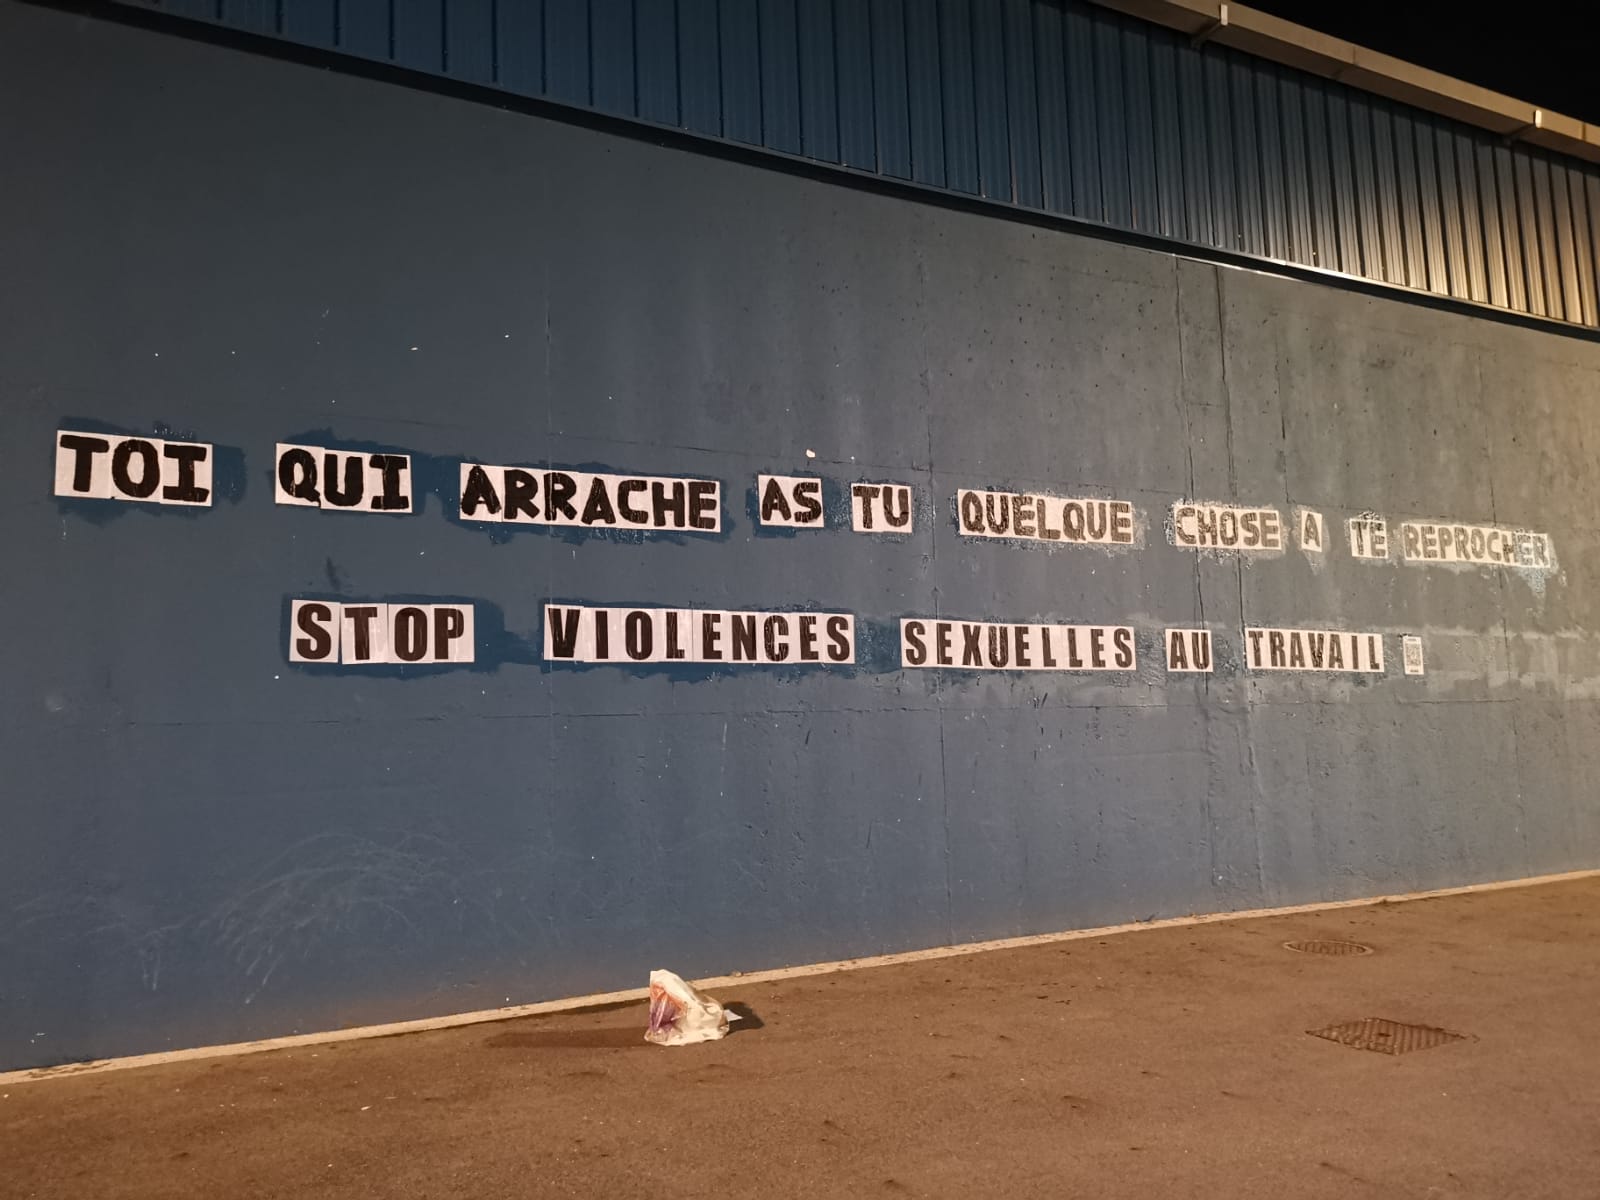 TOI QUI ARRACHE AS TU QUELQUE CHOSE A TE REPROCHER
STOP VIOLENCES SEXUELLES AU TRAVAIL